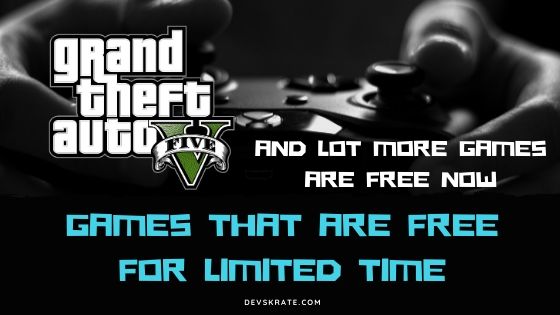 grand
theft
auto V
FIVE
AND LOT MORE GAMES
ARE FREE NOW
GAMES THAT ARE FREE
FOR LIMITED TIME
DEVSKRATE.COM